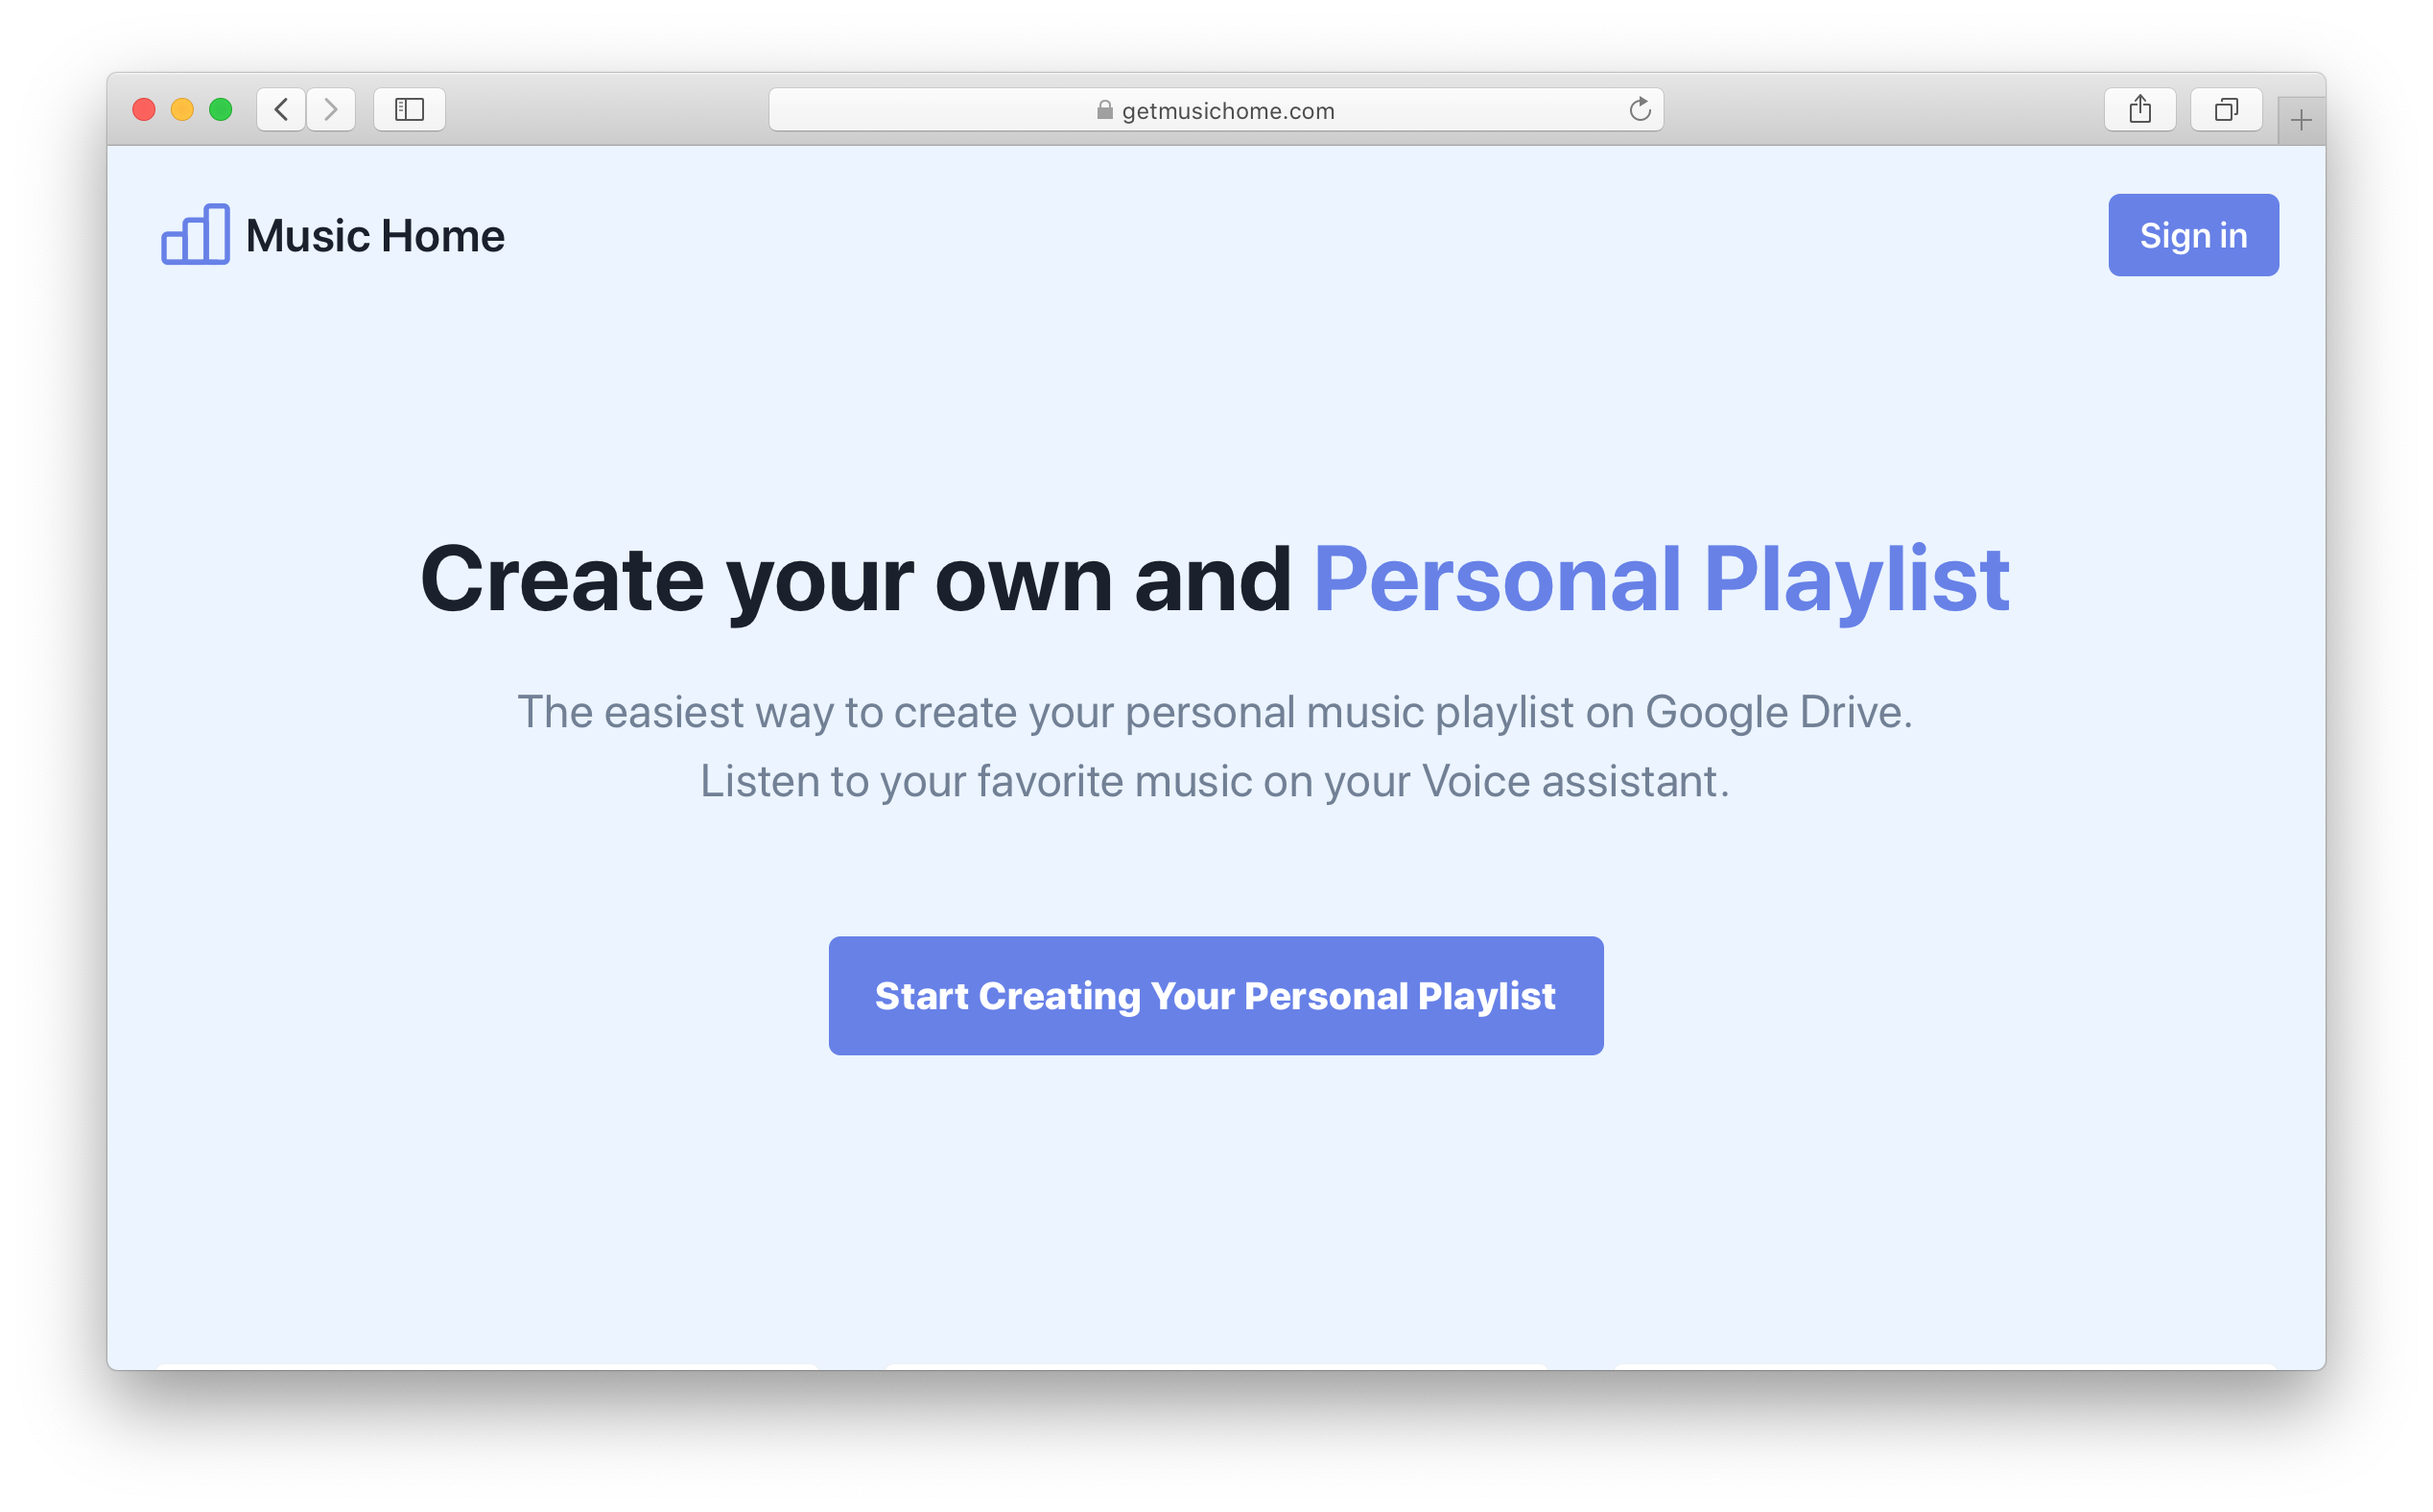 getmusichome.com
Music Home
Sign in
Create your own and Personal Playlist
The easiest way to create your personal music playlist on Google Drive.
Listen to your favorite music on your Voice assistant.
Start Creating Your Personal Playlist